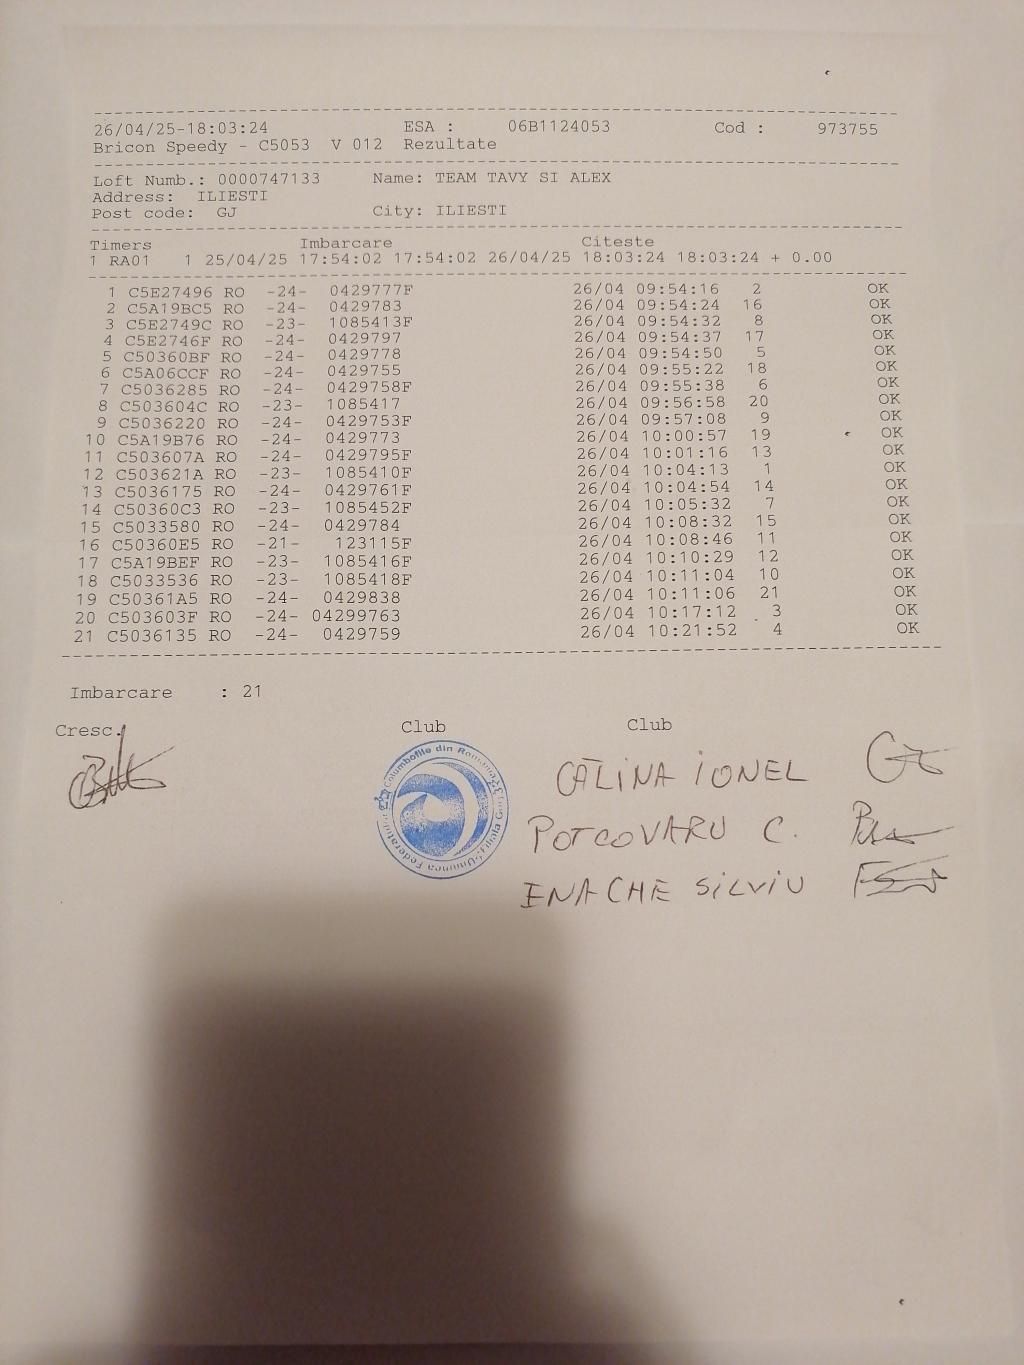 26/04/25-18:03:24 ESA : 06B1124053 Cod : 973755
Bricon Speedy - C5053 V 012 Rezultate
Loft Numb.: 0000747133 Name: TEAM TAVY SI ALEX
Address: ILIESTI
Post code: GJ City: ILIESTI
Timers Imbarcare Citeste
1 RA01 1 25/04/25 17:54:02 17:54:02 26/04/25 18:03:24 18:03:24 + 0.00
1 C5E27496 RO -24- 0429777F 26/04 09:54:16 2 OK
2 C5A19BC5 RO -24- 0429783 26/04 09:54:24 16 OK
3 C5E2749C RO -23- 1085413F 26/04 09:54:32 8 OK
4 C5E2746F RO -24- 0429797 26/04 09:54:37 17 OK
5 C50360BF RO -24- 0429778 26/04 09:54:50 5 OK
6 C5A06CCF RO -24- 0429755 26/04 09:55:22 18 OK
7 C5036285 RO -24- 0429758F 26/04 09:55:38 6 OK
8 C503604C RO -23- 1085417 26/04 09:56:58 20 OK
9 C5036220 RO -24- 0429753F 26/04 09:57:08 9 OK
10 C5A19B76 RO -24- 0429773 26/04 10:00:57 19 OK
11 C503607A RO -24- 0429795F 26/04 10:01:16 13 OK
12 C503621A RO -23- 1085410F 26/04 10:04:13 1 OK
13 C5036175 RO -24- 0429761F 26/04 10:04:54 14 OK
14 C50360C3 RO -23- 1085452F 26/04 10:05:32 7 OK
15 C5033580 RO -24- 0429784 26/04 10:08:32 15 OK
16 C50360E5 RO -21- 123115F 26/04 10:08:46 11 OK
17 C5A19BEF RO -23- 1085416F 26/04 10:10:29 12 OK
18 C5033536 RO -23- 1085418F 26/04 10:11:04 10 OK
19 C50361A5 RO -24- 0429838 26/04 10:11:06 21 OK
20 C503603F RO -24- 04299763 26/04 10:17:12 3 OK
21 C5036135 RO -24- 0429759 26/04 10:21:52 4 OK
Imbarcare : 21
Cresc. Club Club
Columbofile din România
Uniunea Federatiilor
CĂLINA IONEL
POTCOVARU C.
ENACHE SILVIU